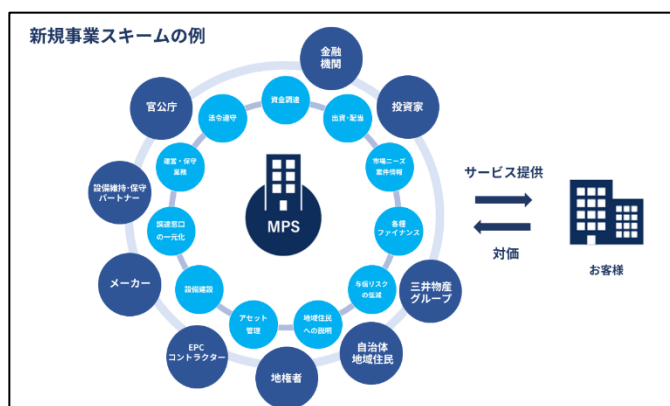 新規事業スキームの例
金融
機関
投資家
三井物産
グループ
自治体
地域住民
地権者
EPC
コントラクター
メーカー
設備維持・保守
パートナー
官公庁
資金調達
出資・配当
市場ニーズ
案件情報
各種
ファイナンス
与信リスク
の低減
地域住民
への説明
アセット
管理
設備建設
調達窓口
の一元化
運営・保守
業務
法令遵守
MPS
サービス提供
対価
お客様